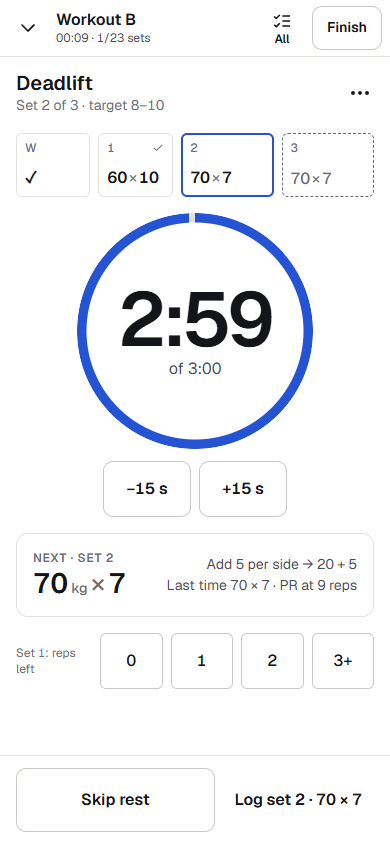 Workout B
00:09 · 1/23 sets
All
Finish
Deadlift
Set 2 of 3 · target 8–10
W
✓
1 ✓
60×10
2
70×7
3
70×7
2:59
of 3:00
−15 s
+15 s
NEXT · SET 2
70 kg × 7
Add 5 per side → 20 + 5
Last time 70 × 7 · PR at 9 reps
Set 1: reps
left
0
1
2
3+
Skip rest
Log set 2 · 70 × 7